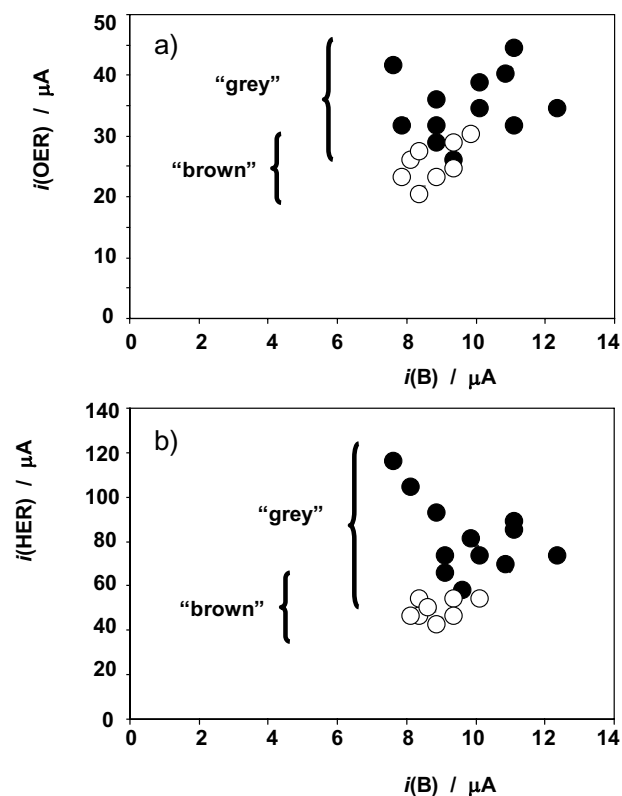 a)
50
40
30
20
10
0
i(OER) / μA
"grey"
"brown"
0 2 4 6 8 10 12 14
i(B) / μA
b)
140
120
100
80
60
40
20
0
i(HER) / μA
"grey"
"brown"
0 2 4 6 8 10 12 14
i(B) / μA